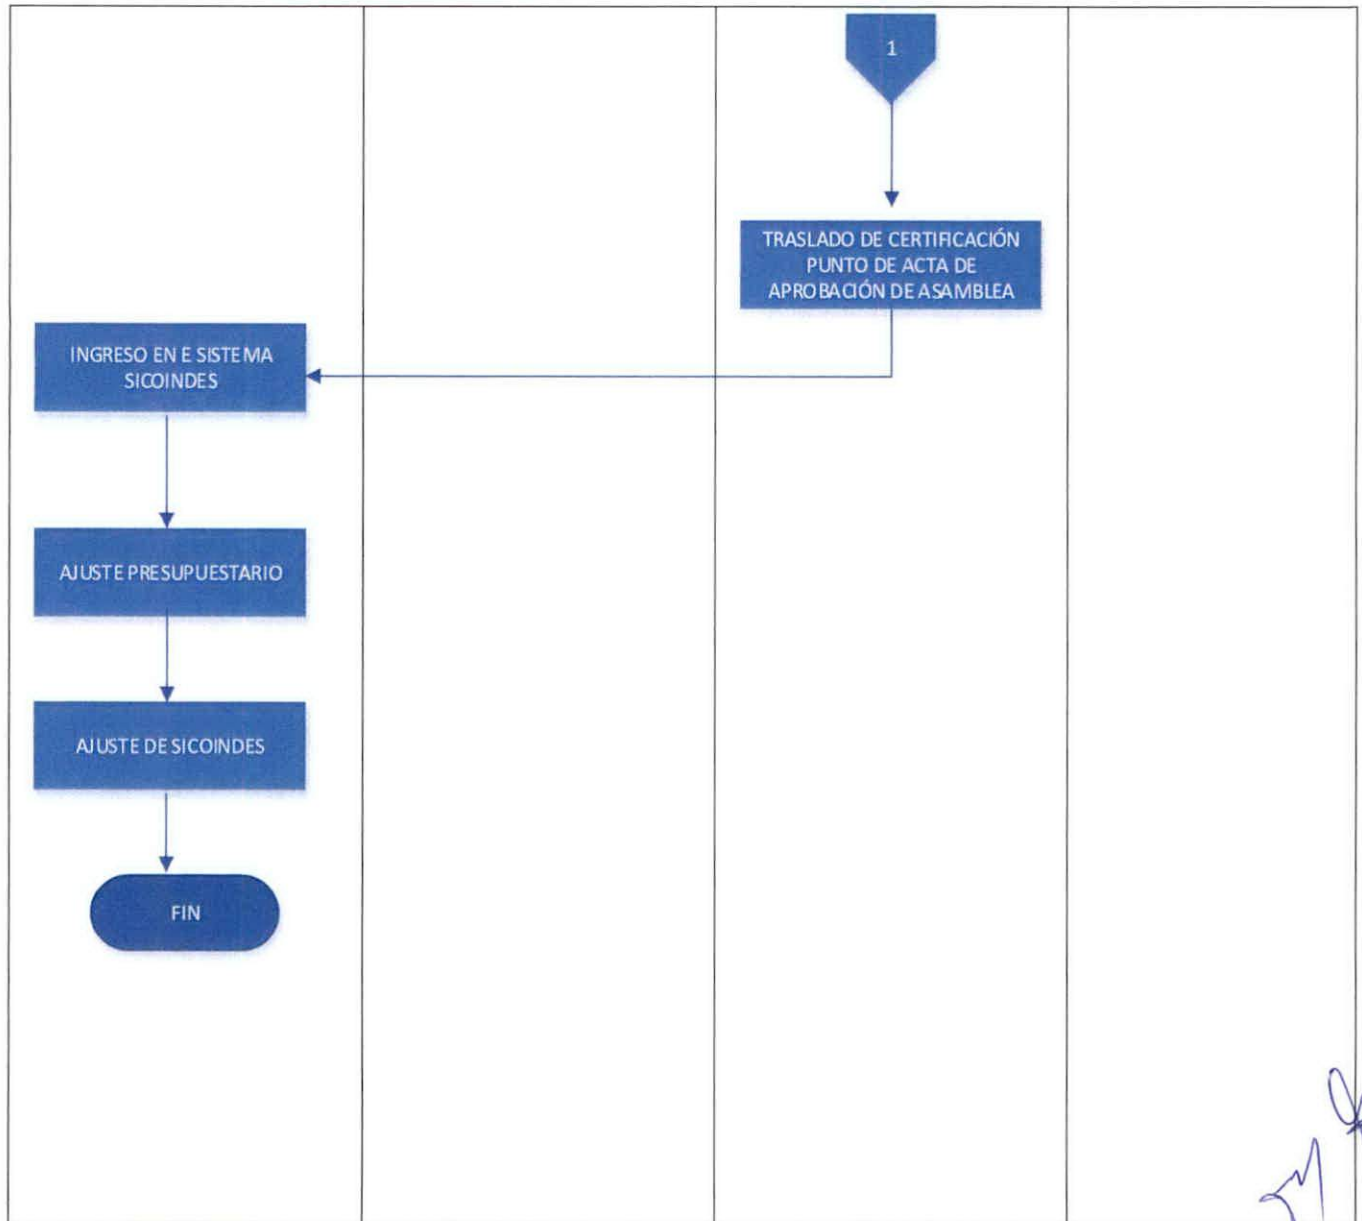 1
TRASLADO DE CERTIFICACIÓN
PUNTO DE ACTA DE
APROBACIÓN DE ASAMBLEA
INGRESO EN E SISTEMA
SICOINDES
AJUSTE PRESUPUESTARIO
AJUSTE DE SICOINDES
FIN